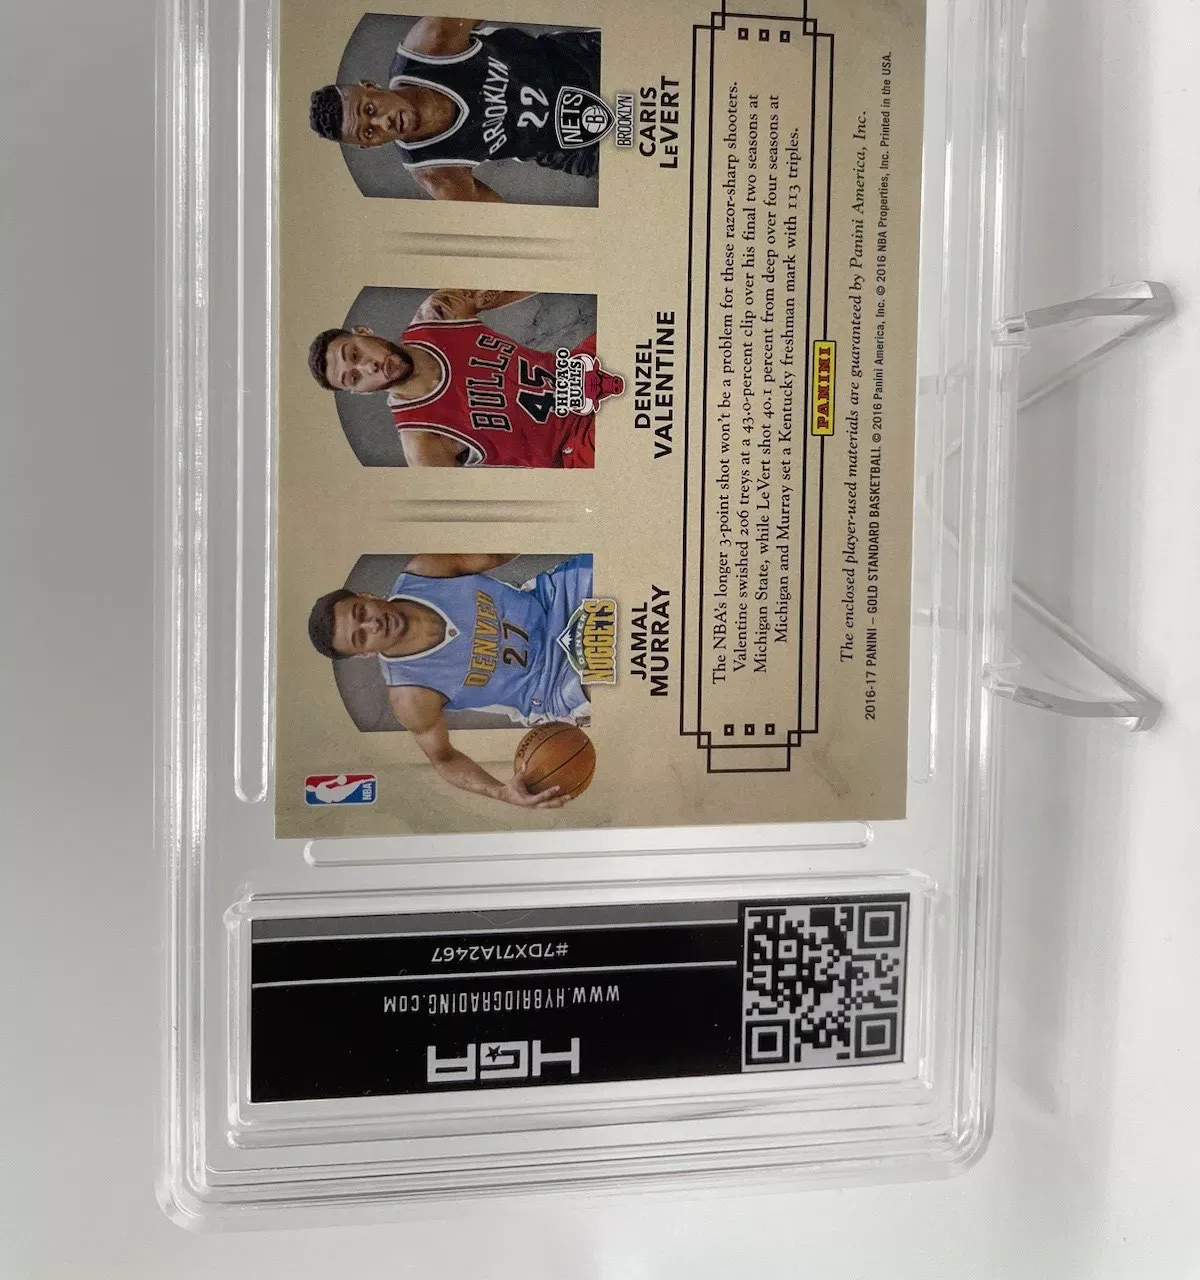 NBA
DENVER
27
DENVER
NUGGETS
JAMAL
MURRAY
BULLS
45
CHICAGO
BULLS
DENZEL
VALENTINE
BROOKLYN
22
NETS
B
BROOKLYN
CARIS
LeVERT
The NBA's longer 3-point shot won't be a problem for these razor-sharp shooters.
Valentine swished 206 treys at a 43.0-percent clip over his final two seasons at
Michigan State, while LeVert shot 40.1 percent from deep over four seasons at
Michigan and Murray set a Kentucky freshman mark with 113 triples.
PANINI
The enclosed player-used materials are guaranteed by Panini America, Inc.
2016-17 PANINI – GOLD STANDARD BASKETBALL © 2016 Panini America, Inc. © 2016 NBA Properties, Inc. Printed in the USA.
HGA
WWW.HYBRIDGRADING.COM
#7DX71A2467